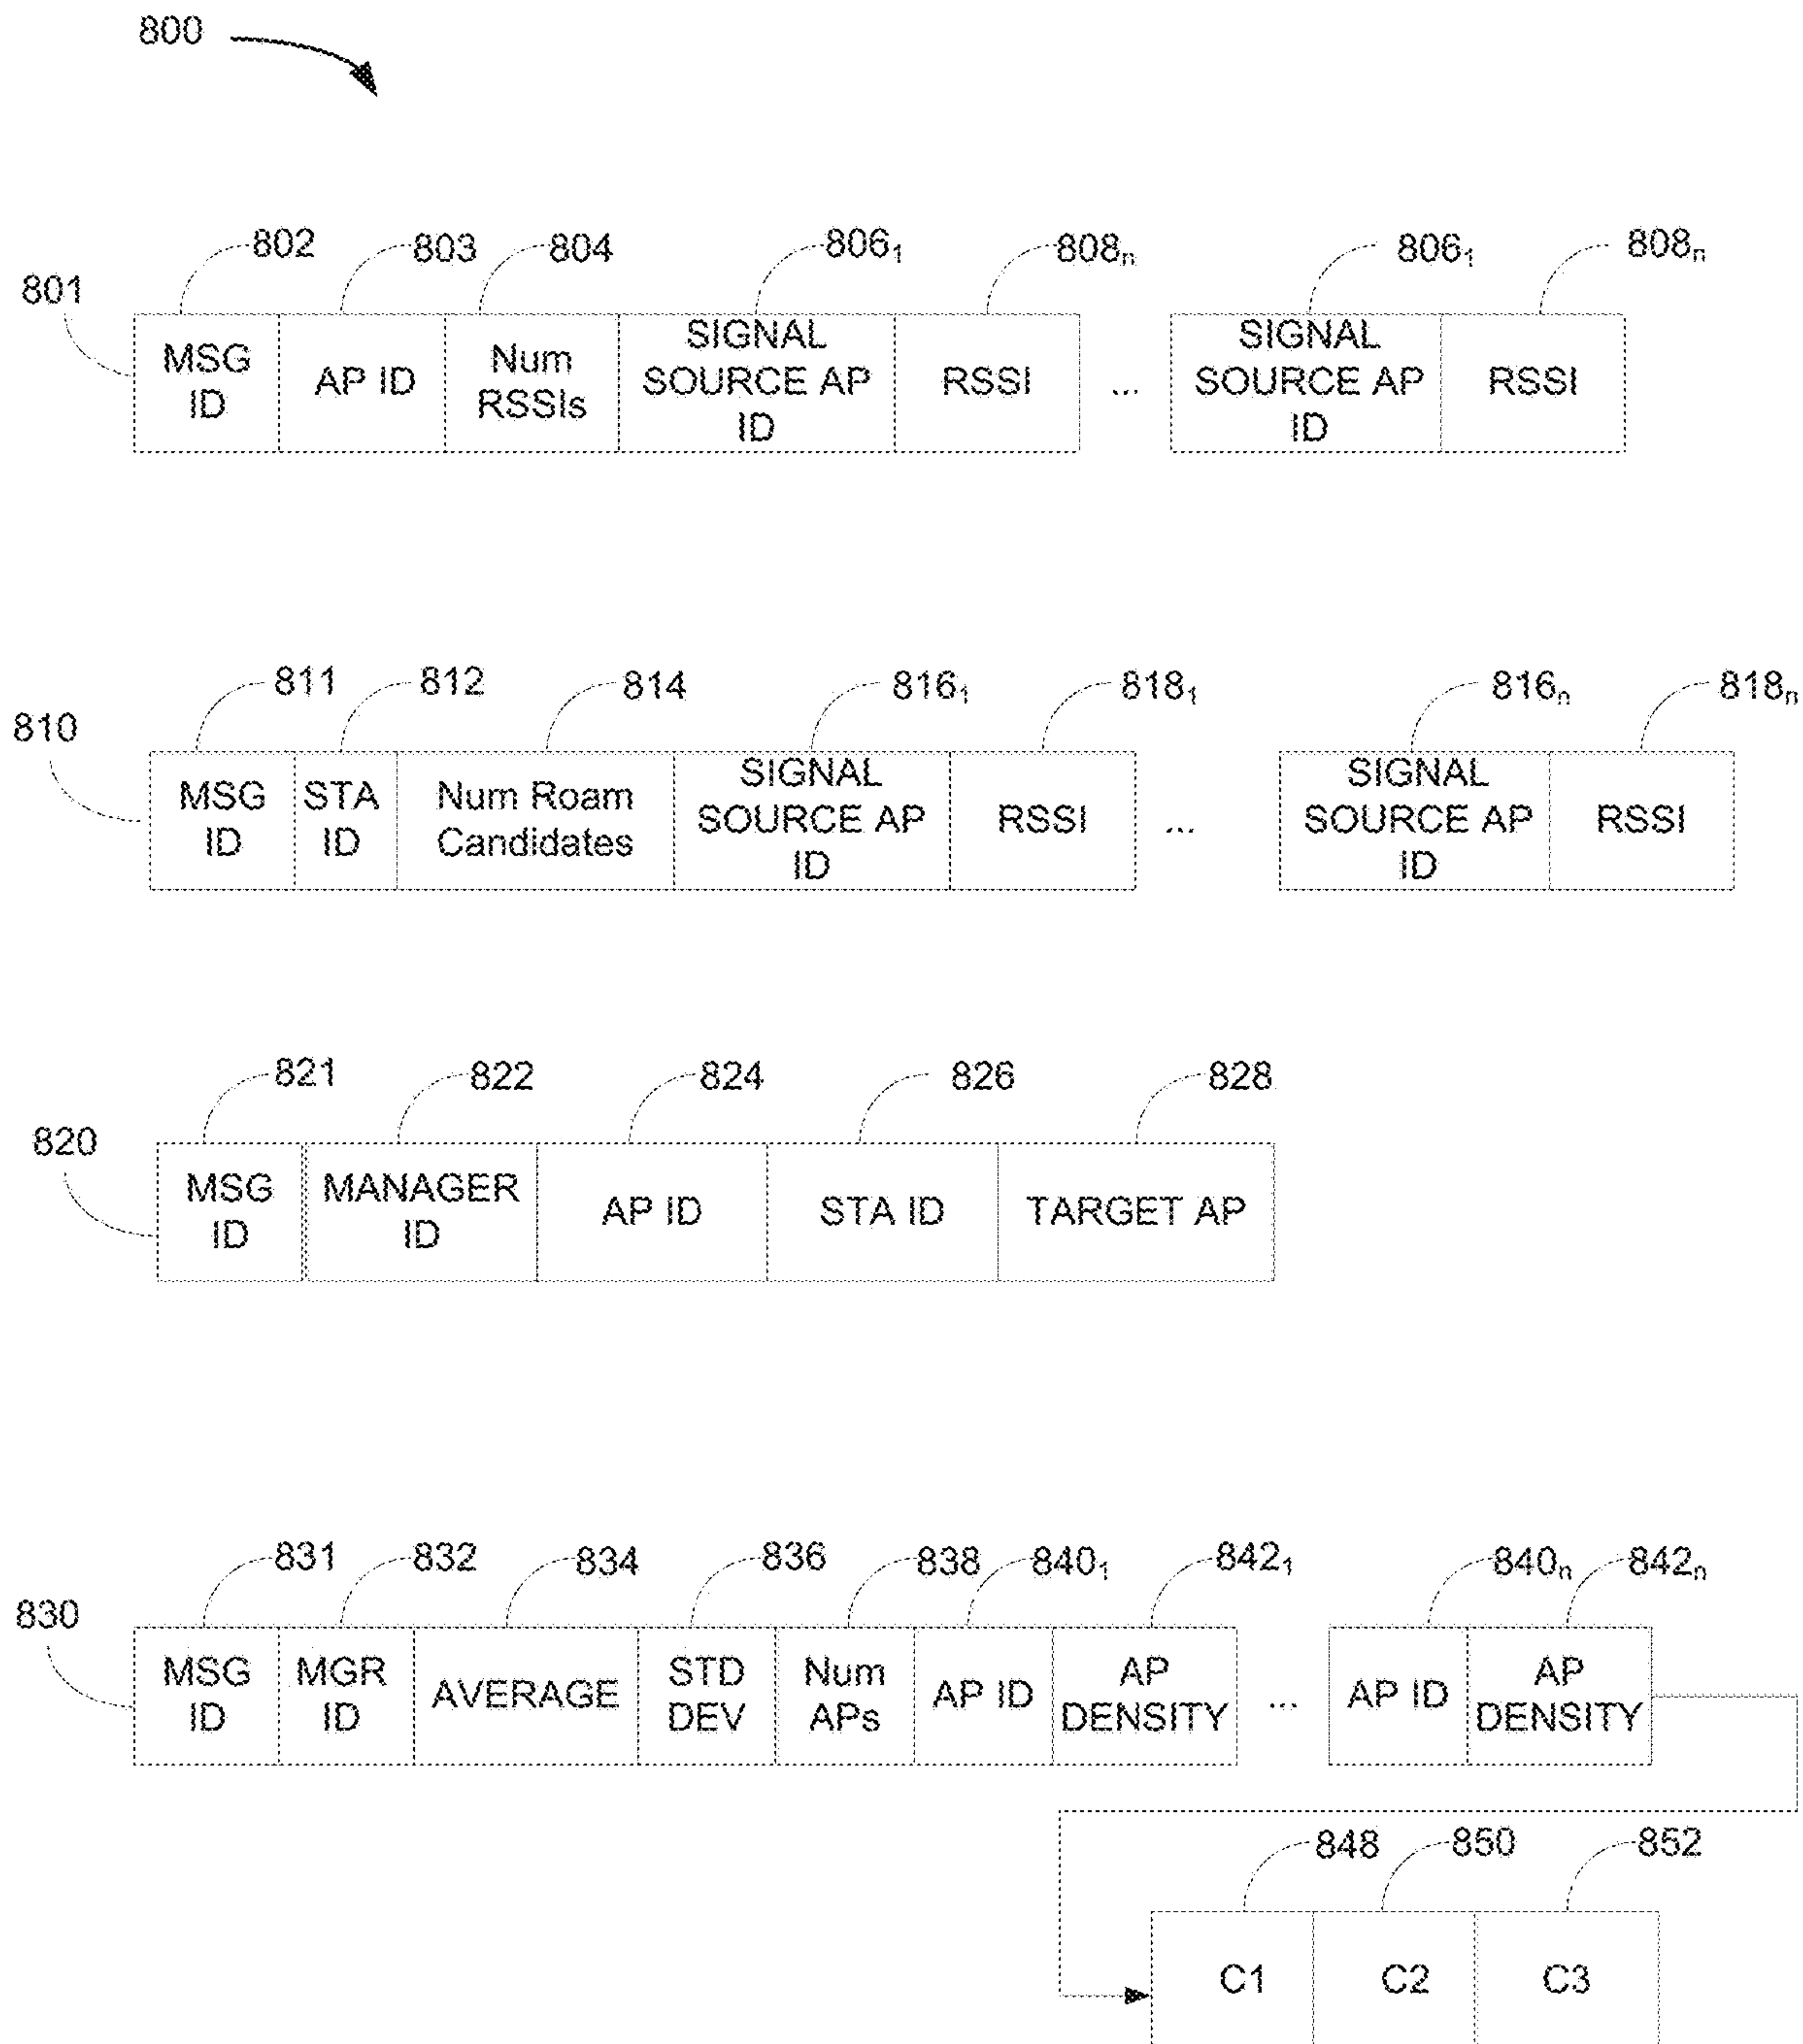 800
802 803 804 806₁ 808ₙ 806₁ 808ₙ
801
MSG ID AP ID Num RSSIs SIGNAL SOURCE AP ID RSSI ... SIGNAL SOURCE AP ID RSSI
811 812 814 816₁ 818₁ 816ₙ 818ₙ
810
MSG ID STA ID Num Roam Candidates SIGNAL SOURCE AP ID RSSI ... SIGNAL SOURCE AP ID RSSI
821 822 824 826 828
820
MSG ID MANAGER ID AP ID STA ID TARGET AP
831 832 834 836 838 840₁ 842₁ 840ₙ 842ₙ
830
MSG ID MGR ID AVERAGE STD DEV Num APs AP ID AP DENSITY ... AP ID AP DENSITY
848 850 852
C1 C2 C3